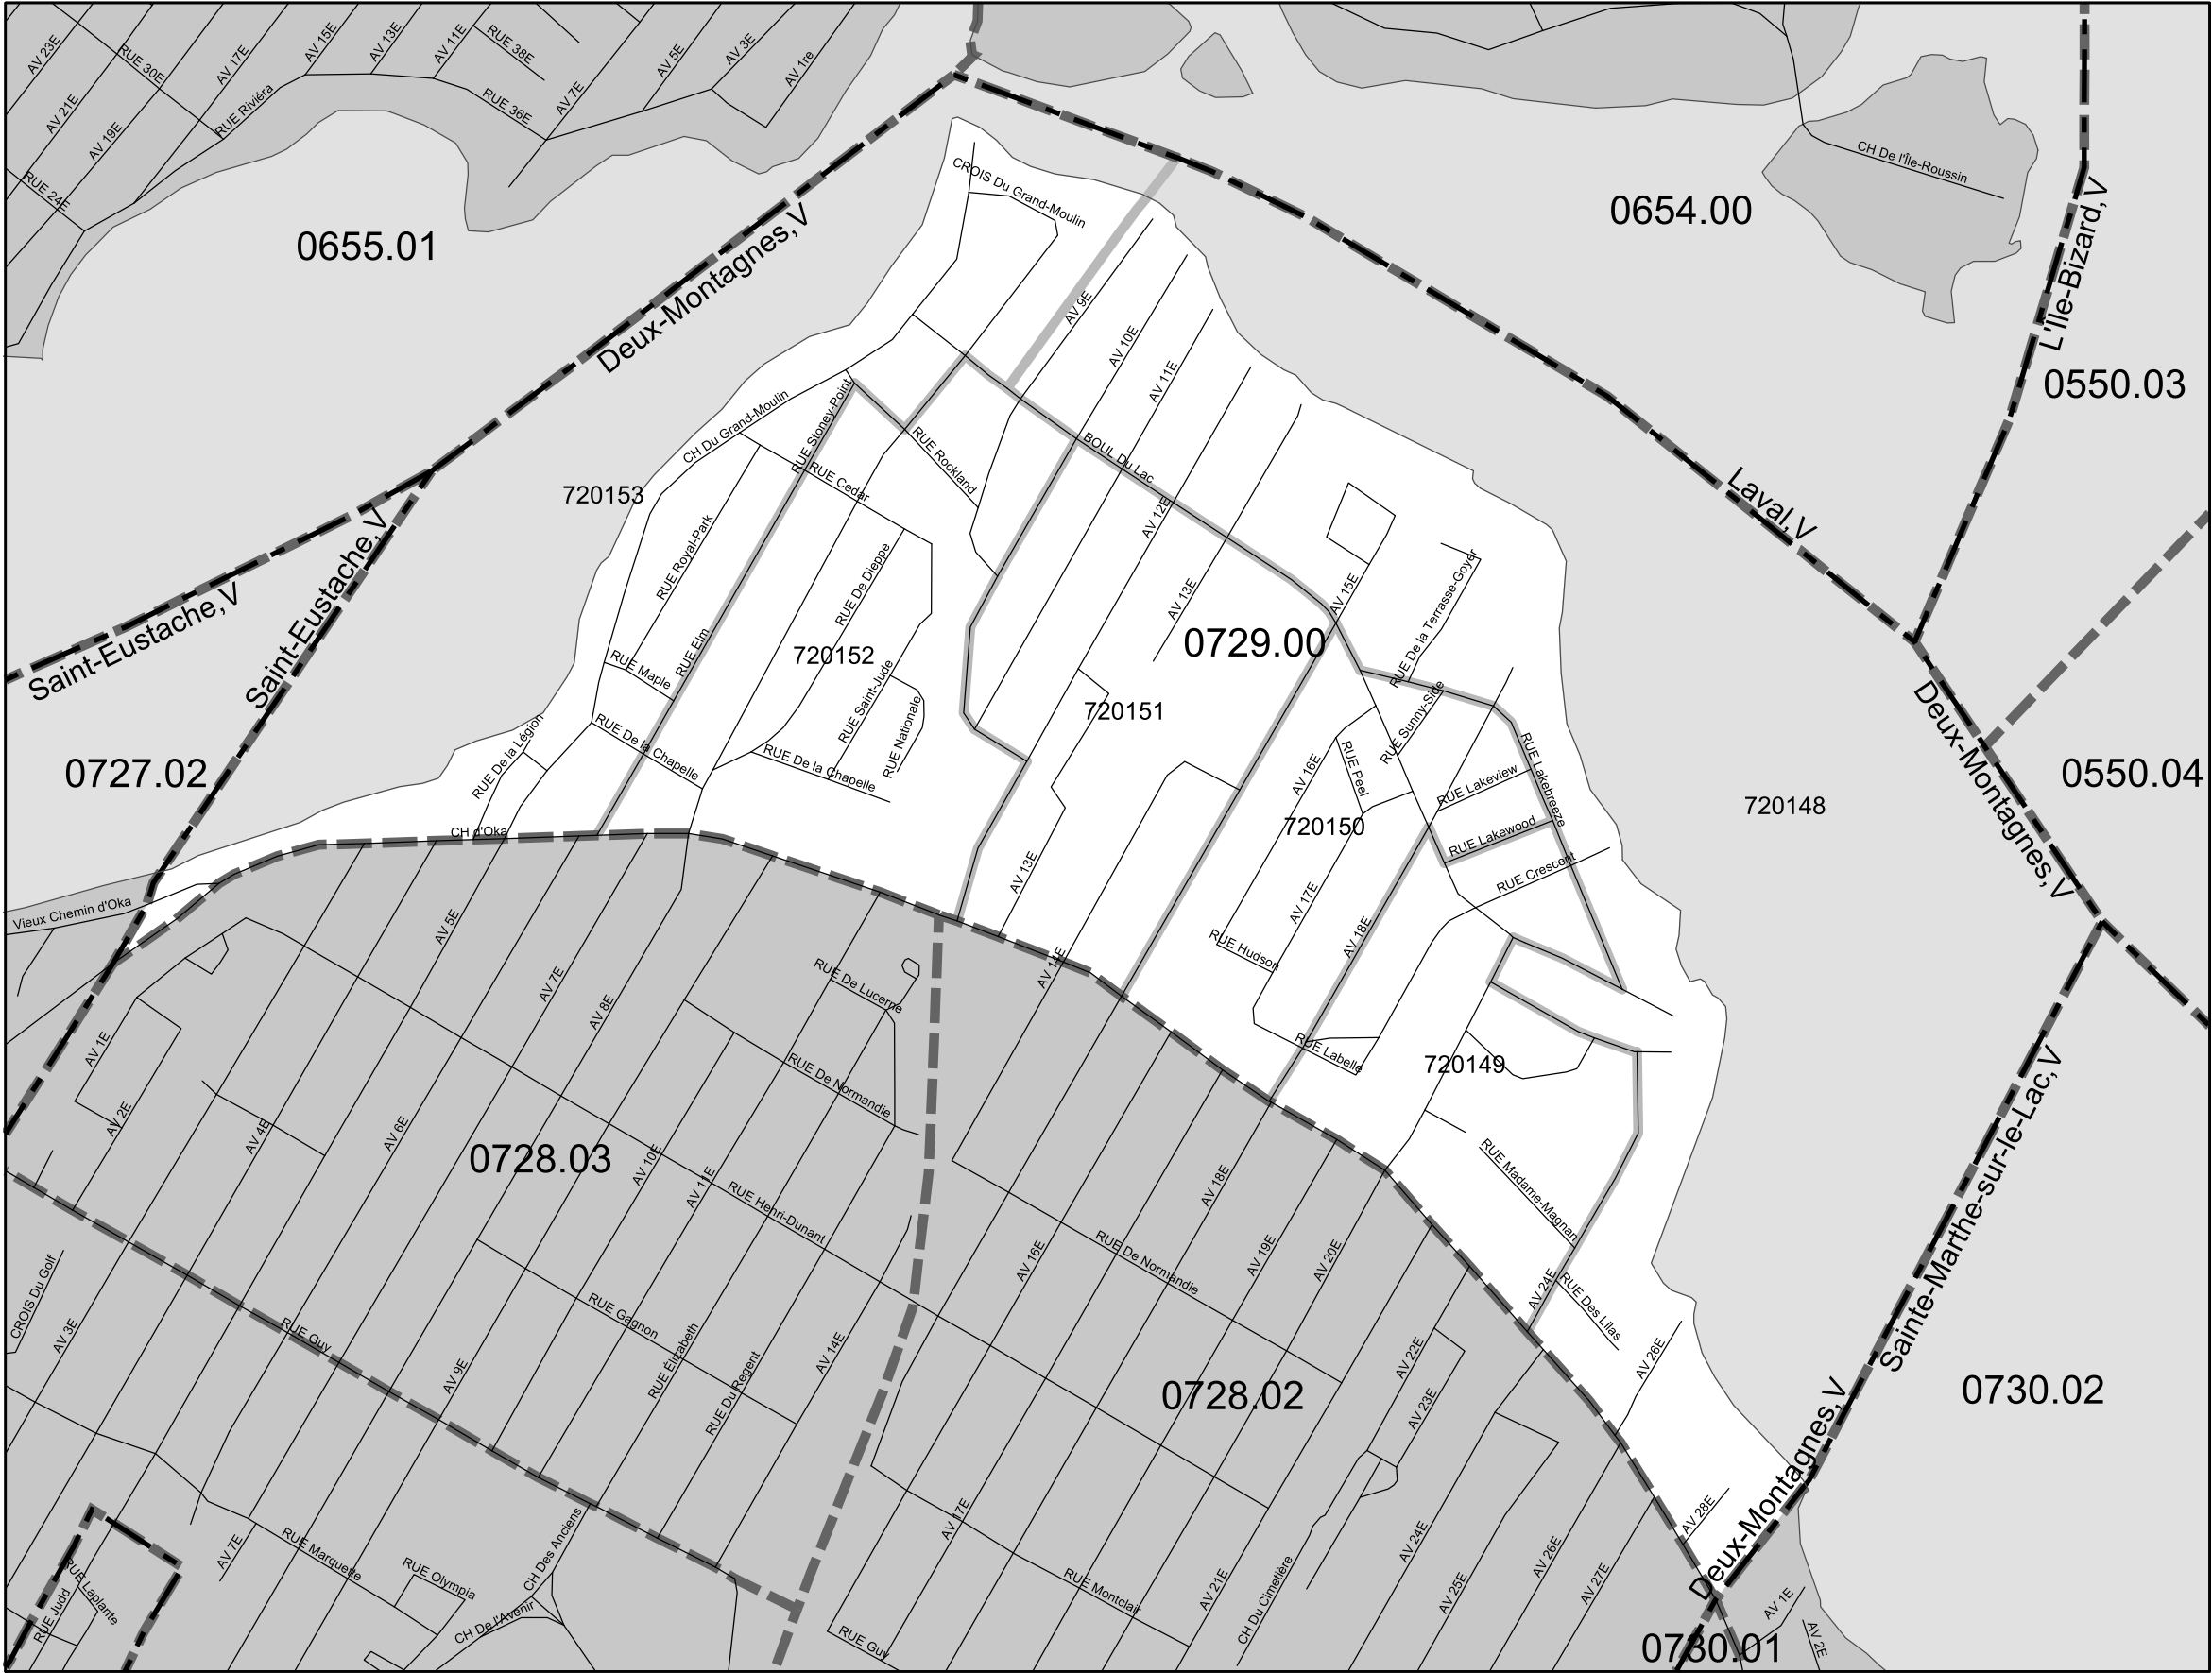 AV 23E
RUE 30E
AV 17E
AV 15E
AV 13E
AV 11E
RUE 38E
AV 5E
AV 3E
AV 1re
AV 21E
AV 19E
RUE Riviéra
RUE 36E
AV 7E
RUE 24E
CH De l'Île-Roussin
CROIS Du Grand-Moulin
0655.01
0654.00
Deux-Montagnes, V
L'Île-Bizard, V
AV 9E
AV 10E
AV 11E
0550.03
CH Du Grand-Moulin
RUE Stoney-Point
RUE Rockland
BOUL Du Lac
RUE Cedar
720153
Laval, V
AV 12E
Saint-Eustache, V
Saint-Eustache, V
RUE Royal-Park
RUE De Dieppe
AV 13E
AV 15E
RUE De la Terrasse-Goyer
0729.00
RUE Maple
RUE Elm
720152
RUE Saint-Jude
RUE Nationale
720151
RUE Sunny-Side
Deux-Montagnes, V
0727.02
RUE De la Légion
RUE De la Chapelle
RUE De la Chapelle
AV 16E
RUE Peel
RUE Lakeview
RUE Lakebreeze
0550.04
720148
720150
RUE Lakewood
CH d'Oka
RUE Crescent
AV 13E
AV 17E
Vieux Chemin d'Oka
AV 5E
AV 18E
RUE Hudson
AV 14E
RUE De Lucerne
AV 7E
AV 8E
AV 1E
RUE Labelle
720149
RUE De Normandie
Sainte-Marthe-sur-le-Lac, V
AV 2E
AV 4E
AV 6E
0728.03
AV 10E
AV 11E
RUE Henri-Dunant
AV 18E
RUE Madame-Magnan
AV 16E
RUE De Normandie
AV 19E
AV 20E
AV 24E
RUE Des Lilas
CROIS Du Golf
AV 3E
RUE Guy
RUE Gagnon
AV 9E
RUE Élizabeth
RUE Du Regent
AV 14E
AV 22E
AV 23E
AV 26E
0728.02
0730.02
Deux-Montagnes, V
AV 28E
AV 17E
AV 7E
RUE Marquette
RUE Olympia
CH Des Anciens
CH De l'Avenir
RUE Laplante
RUE Judd
RUE Montclair
AV 21E
CH Du Cimetière
AV 24E
AV 25E
AV 26E
AV 27E
RUE Guy
AV 1E
AV 2E
0730.01